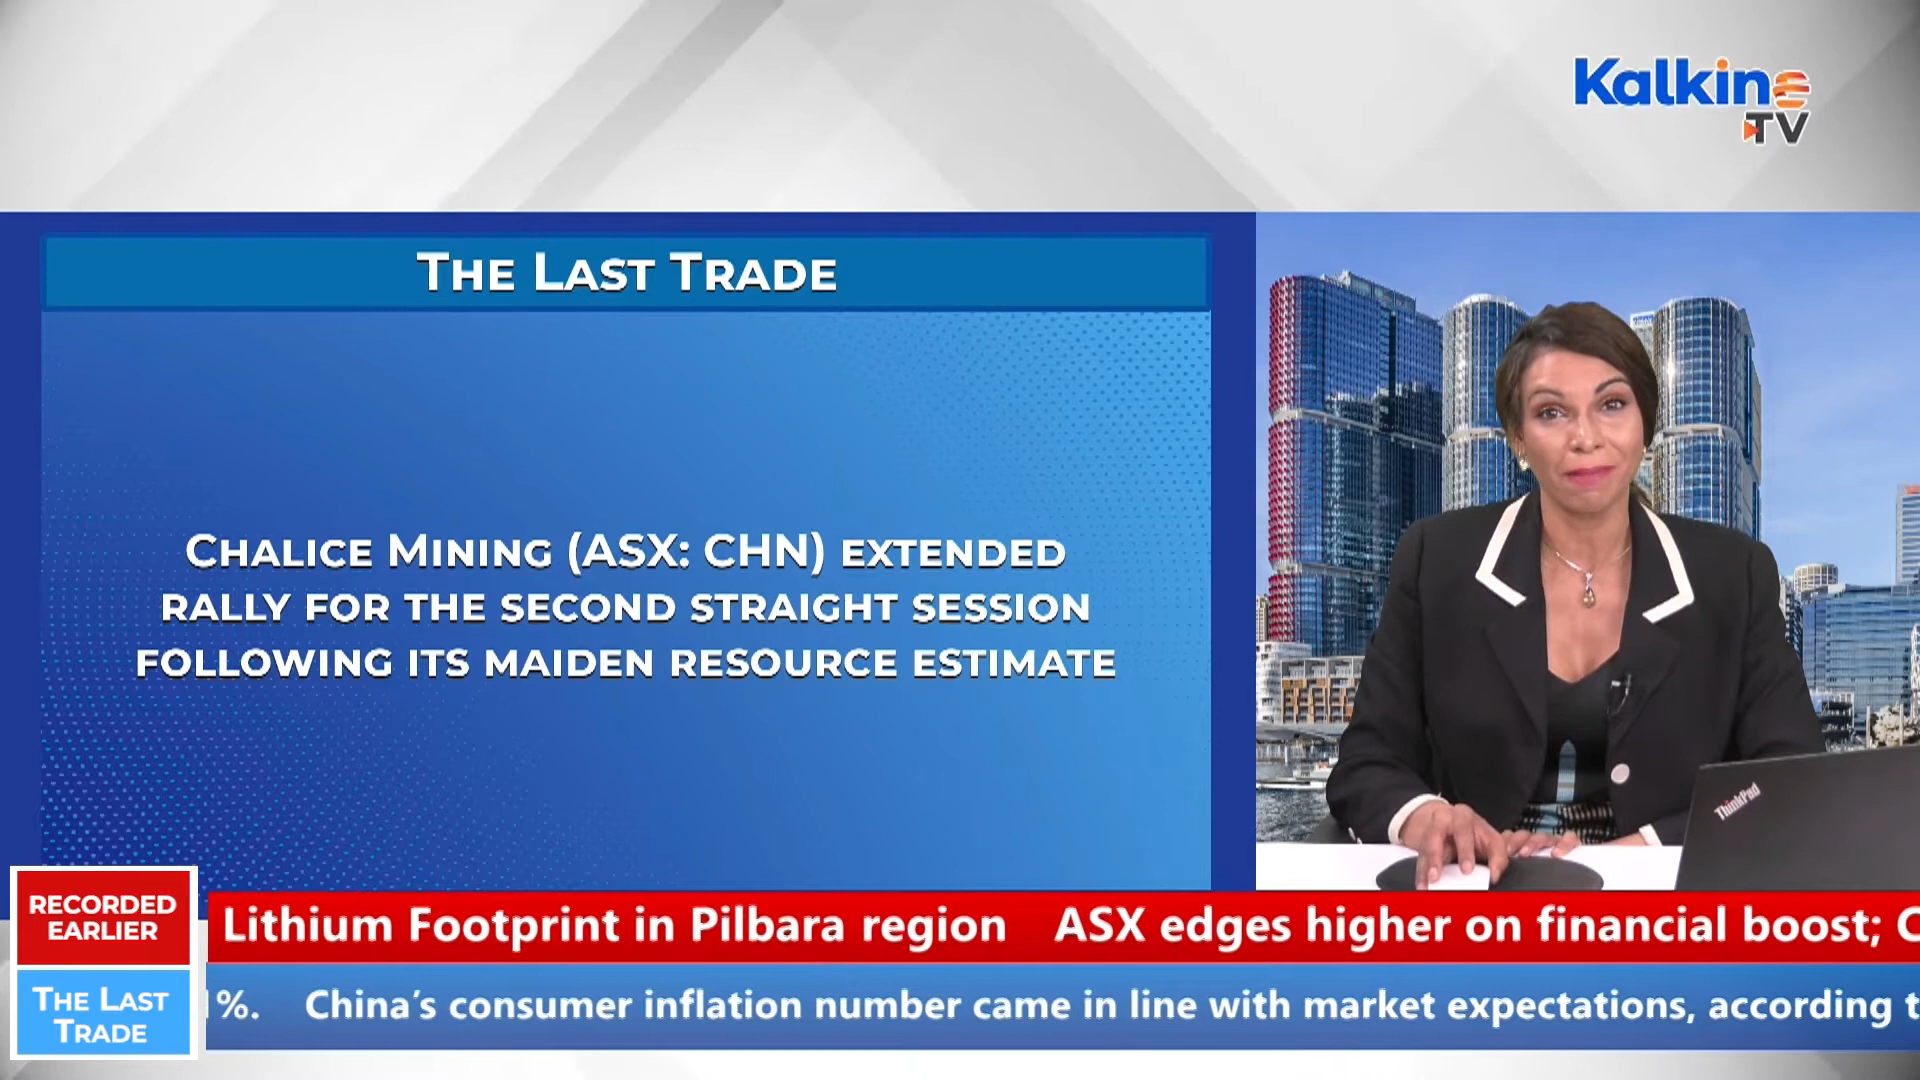 Kalkine
TV
THE LAST TRADE
CHALICE MINING (ASX: CHN) EXTENDED
RALLY FOR THE SECOND STRAIGHT SESSION
FOLLOWING ITS MAIDEN RESOURCE ESTIMATE
ThinkPad
RECORDED
EARLIER
Lithium Footprint in Pilbara region ASX edges higher on financial boost; C
THE LAST
TRADE
1%. China’s consumer inflation number came in line with market expectations, according t